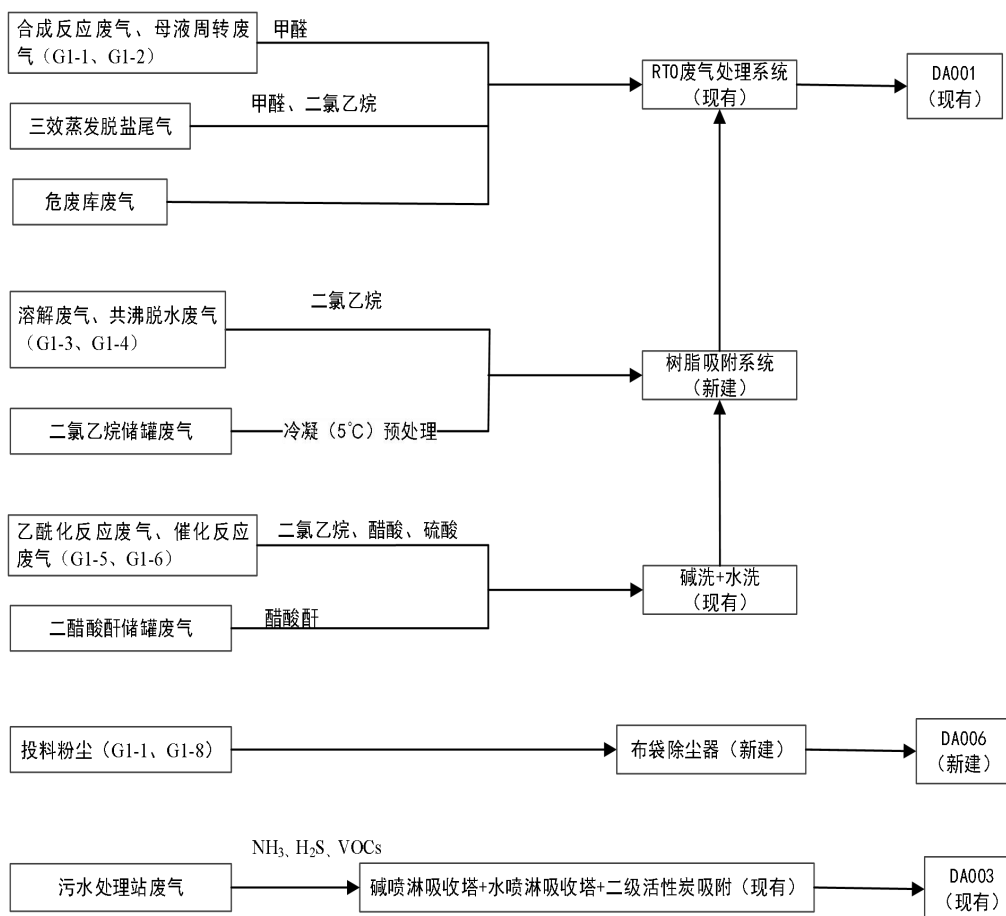 合成反应废气、母液周转废
气（G1-1、G1-2）
甲醛
RTO废气处理系统
（现有）
DA001
（现有）
三效蒸发脱盐尾气
甲醛、二氯乙烷
危废库废气
溶解废气、共沸脱水废气
（G1-3、G1-4）
二氯乙烷
树脂吸附系统
（新建）
二氯乙烷储罐废气
冷凝（5℃）预处理
乙酰化反应废气、催化反应
废气（G1-5、G1-6）
二氯乙烷、醋酸、硫酸
碱洗+水洗
（现有）
二醋酸酐储罐废气
醋酸酐
投料粉尘（G1-1、G1-8）
布袋除尘器（新建）
DA006
（新建）
污水处理站废气
NH₃、H₂S、VOCs
碱喷淋吸收塔+水喷淋吸收塔+二级活性炭吸附（现有）
DA003
（现有）